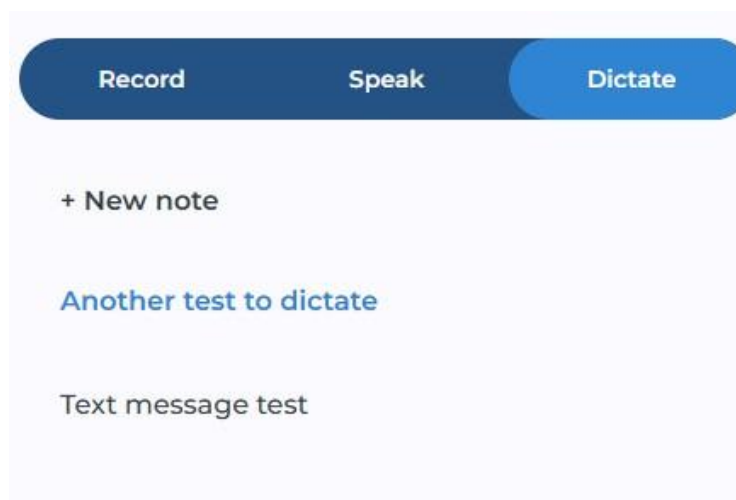 Record Speak Dictate
+ New note
Another test to dictate
Text message test